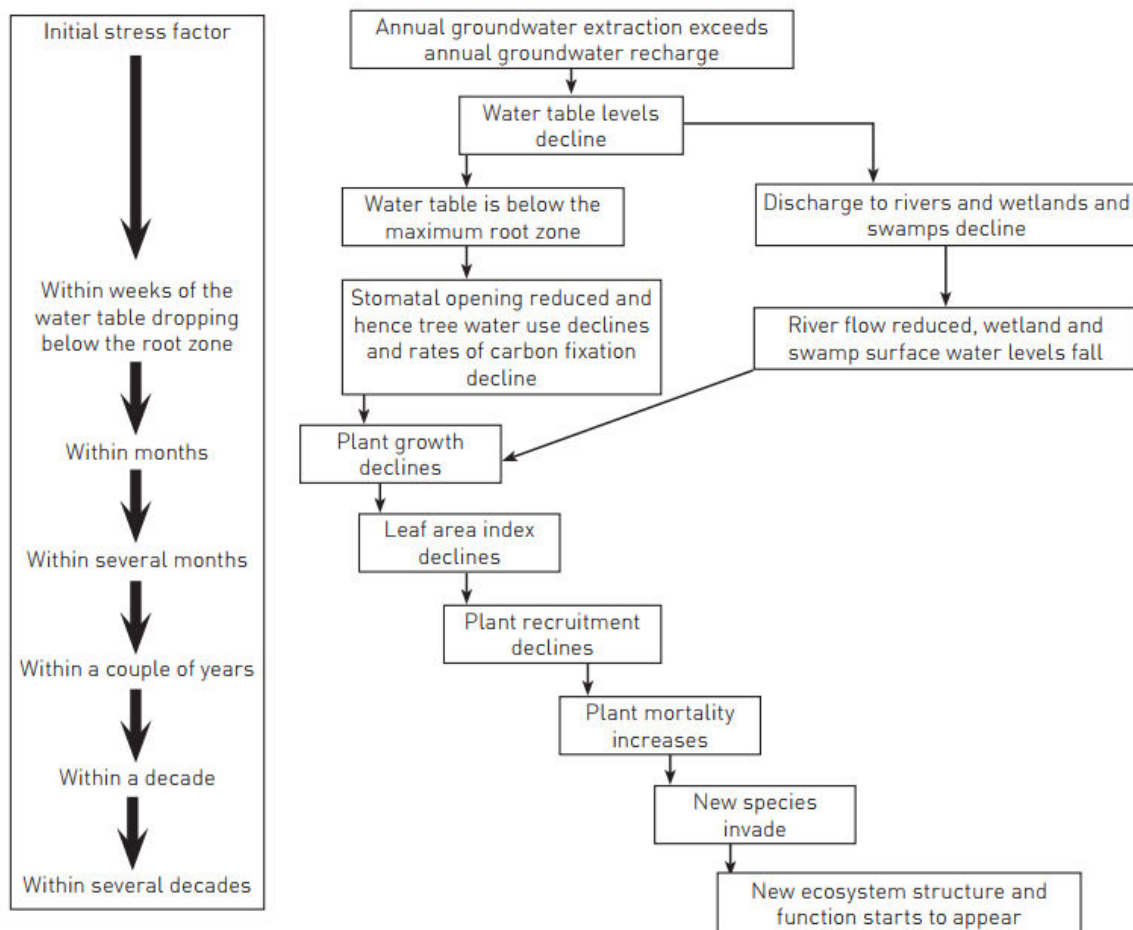 Initial stress factor
Within weeks of the
water table dropping
below the root zone
Within months
Within several months
Within a couple of years
Within a decade
Within several decades
Annual groundwater extraction exceeds
annual groundwater recharge
Water table levels
decline
Water table is below the
maximum root zone
Discharge to rivers and wetlands and
swamps decline
Stomatal opening reduced and
hence tree water use declines
and rates of carbon fixation
decline
River flow reduced, wetland and
swamp surface water levels fall
Plant growth
declines
Leaf area index
declines
Plant recruitment
declines
Plant mortality
increases
New species
invade
New ecosystem structure and
function starts to appear